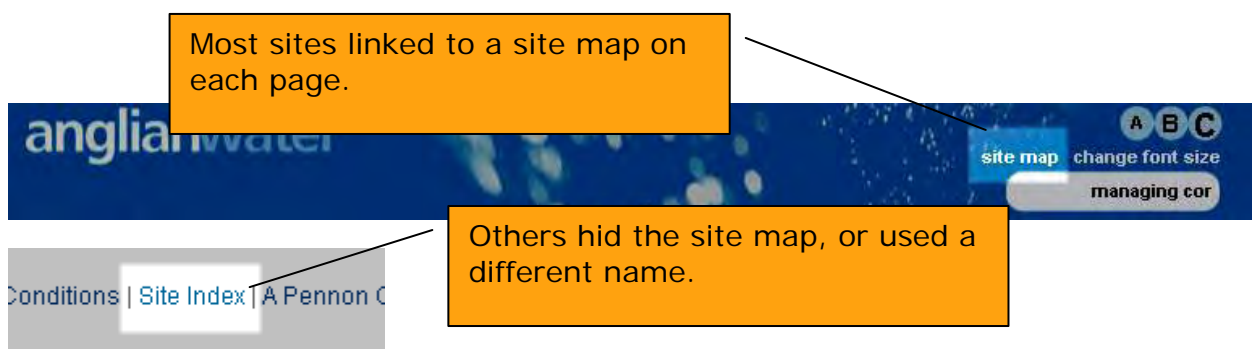 Most sites linked to a site map on
each page.
anglianwater
A B C
site map change font size
managing cor
Others hid the site map, or used a
different name.
Conditions | Site Index | A Pennon